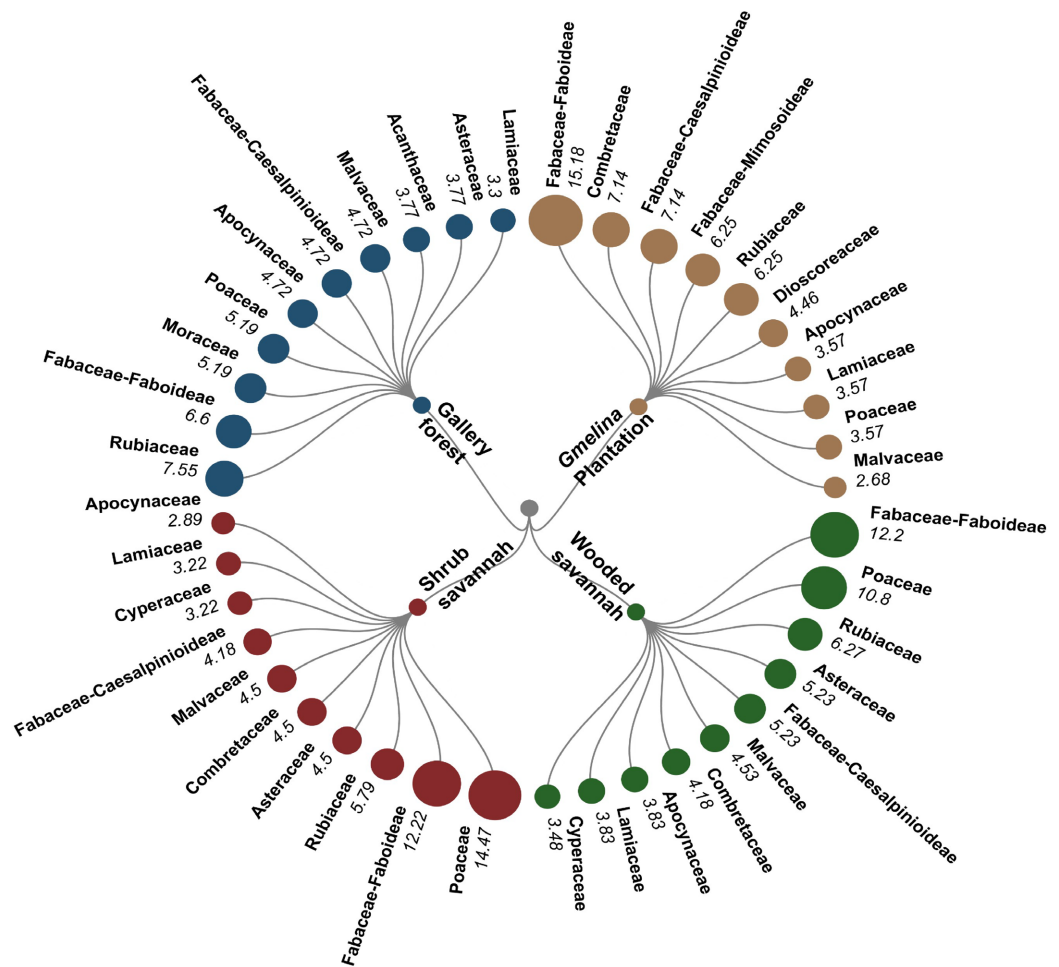 Fabaceae-Faboideae
15.18
Combretaceae
7.14
Fabaceae-Caesalpinioideae
7.14
Fabaceae-Mimosoideae
6.25
Rubiaceae
6.25
Dioscoreaceae
4.46
Apocynaceae
3.57
Lamiaceae
3.57
Poaceae
3.57
Malvaceae
2.68
Gmelina
Plantation
Fabaceae-Faboideae
12.2
Poaceae
10.8
Rubiaceae
6.27
Asteraceae
5.23
Fabaceae-Caesalpinioideae
5.23
Malvaceae
4.53
Combretaceae
4.18
Apocynaceae
3.83
Lamiaceae
3.83
Cyperaceae
3.48
Wooded
savannah
Poaceae
14.47
Fabaceae-Faboideae
12.22
Rubiaceae
5.79
Asteraceae
4.5
Combretaceae
4.5
Malvaceae
4.5
Fabaceae-Caesalpinioideae
4.18
Cyperaceae
3.22
Lamiaceae
3.22
Apocynaceae
2.89
Shrub
savannah
Rubiaceae
7.55
Fabaceae-Faboideae
6.6
Moraceae
5.19
Poaceae
5.19
Apocynaceae
4.72
Fabaceae-Caesalpinioideae
4.72
Malvaceae
4.72
Acanthaceae
3.77
Asteraceae
3.77
Lamiaceae
3.3
Gallery
forest